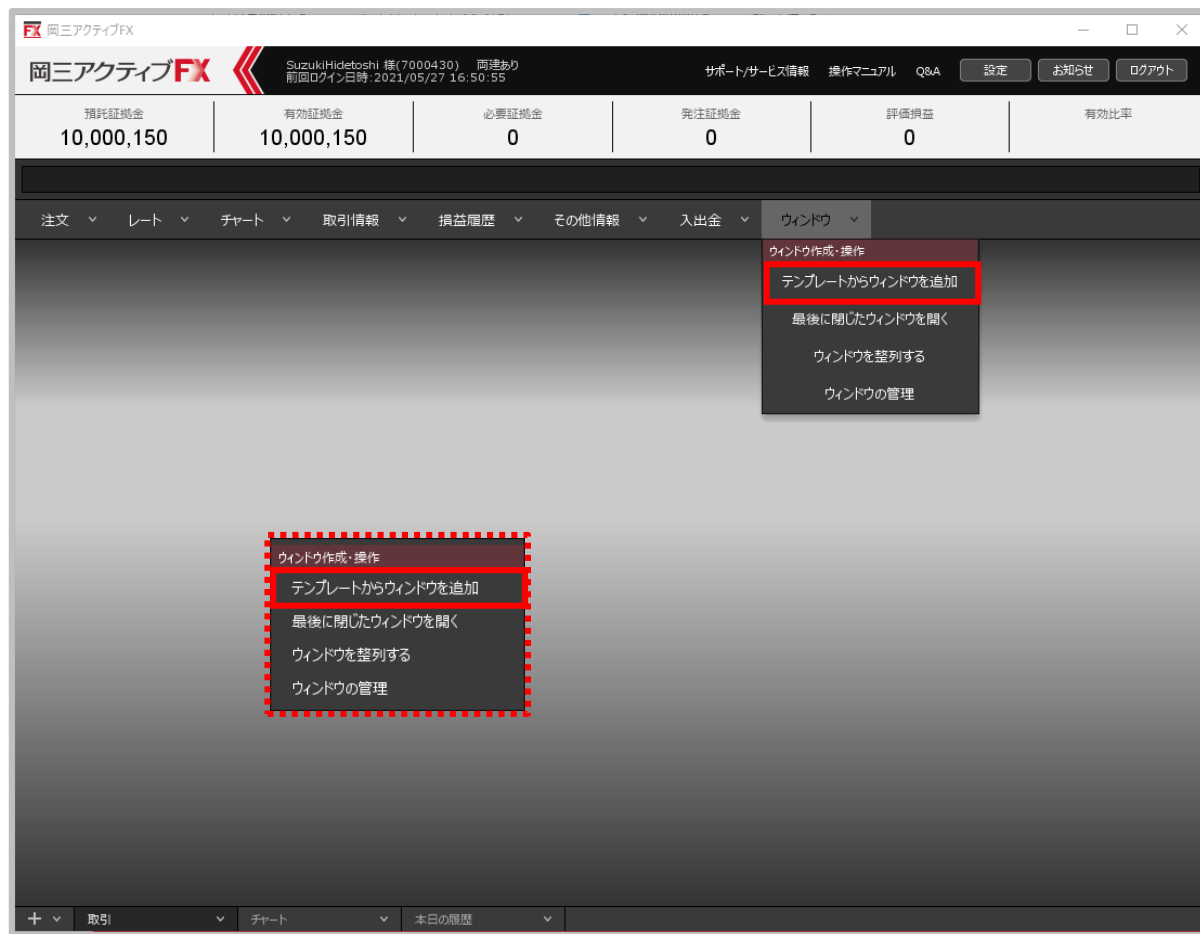 FX 岡三アクティブFX
岡三アクティブFX
SuzukiHidetoshi 様(7000430) 両建あり
前回ログイン日時:2021/05/27 16:50:55
サポート/サービス情報 操作マニュアル Q&A 設定 お知らせ ログアウト
預託証拠金 有効証拠金 必要証拠金 発注証拠金 評価損益 有効比率
10,000,150 10,000,150 0 0 0
注文 レート チャート 取引情報 損益履歴 その他情報 入出金 ウィンドウ
ウィンドウ作成・操作
テンプレートからウィンドウを追加
最後に閉じたウィンドウを開く
ウィンドウを整列する
ウィンドウの管理
ウィンドウ作成・操作
テンプレートからウィンドウを追加
最後に閉じたウィンドウを開く
ウィンドウを整列する
ウィンドウの管理
取引 チャート 本日の履歴